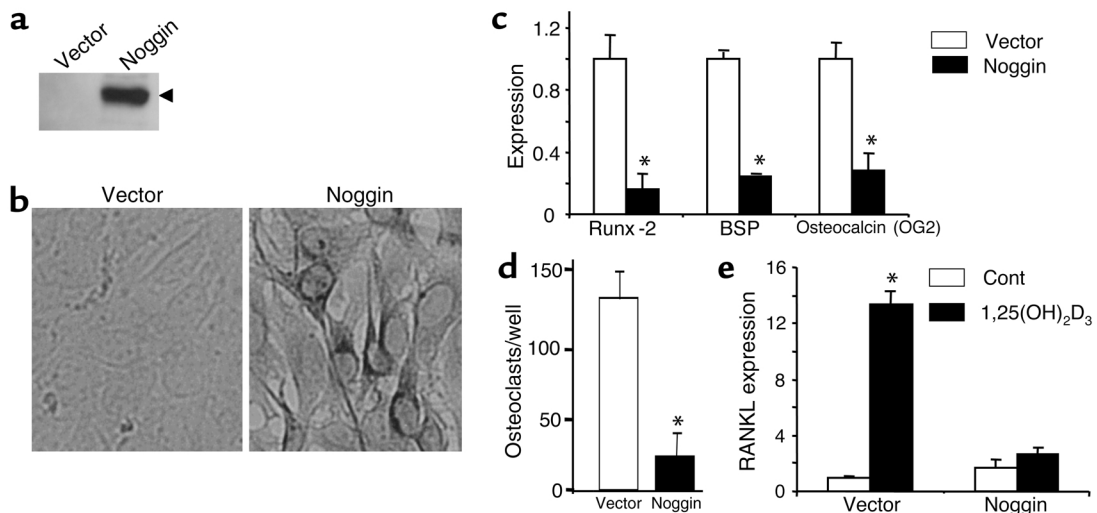 a
Vector
Noggin
b
Vector
Noggin
c
Expression
1.2
0.8
0.4
0
*
*
*
Runx -2
BSP
Osteocalcin (OG2)
Vector
Noggin
d
Osteoclasts/well
150
100
50
0
*
Vector
Noggin
e
RANKL expression
16
12
8
4
0
*
Cont
1,25(OH)₂D₃
Vector
Noggin